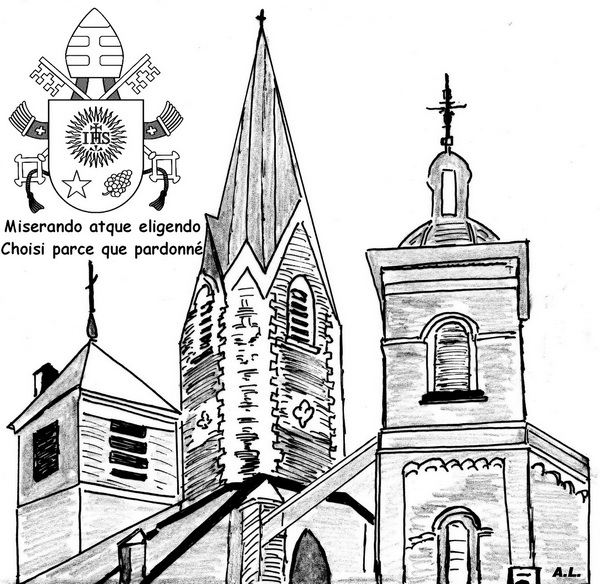 IHS
Miserando atque eligendo
Choisi parce que pardonné
A.L.